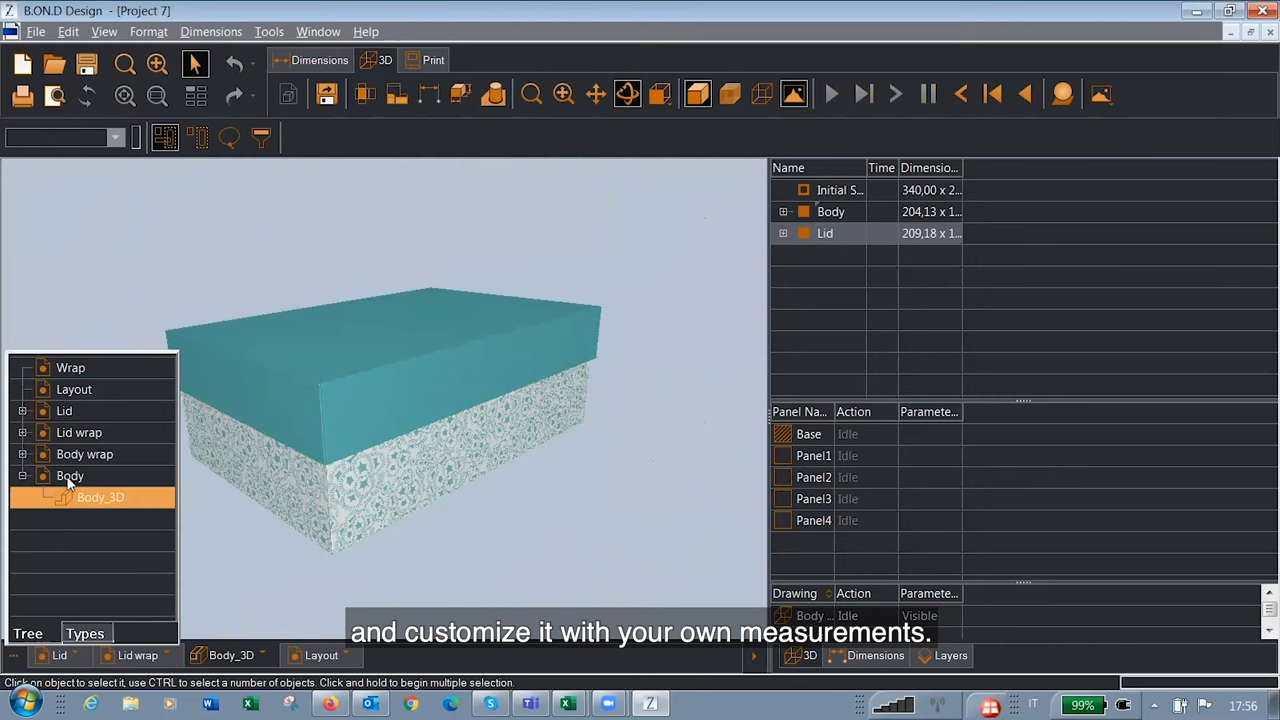 B.ON.D Design - [Project 7]
File Edit View Format Dimensions Tools Window Help
Dimensions 3D Print
Name Time Dimensio...
Initial S... 340,00 x 2...
Body 204,13 x 1...
Lid 209,18 x 1...
Wrap
Layout
Lid
Lid wrap
Body wrap
Body
Body_3D
Tree Types
Panel Na... Action Paramete...
Base Idle
Panel1 Idle
Panel2 Idle
Panel3 Idle
Panel4 Idle
Drawing Action Paramete...
Body ... Idle Visible
and customize it with your own measurements.
Lid Lid wrap Body_3D Layout
3D Dimensions Layers
Click on object to select it, use CTRL to select a number of objects. Click and hold to begin multiple selection.
IT 99% 17:56